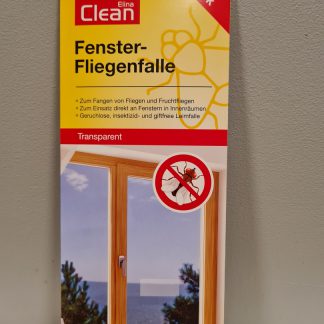 Elina
Clean
Fenster-
Fliegenfalle
• Zum Fangen von Fliegen und Fruchtfliegen
• Zum Einsatz direkt an Fenstern in Innenräumen
• Geruchlose, insektizid- und giftfreie Leimfalle
Transparent